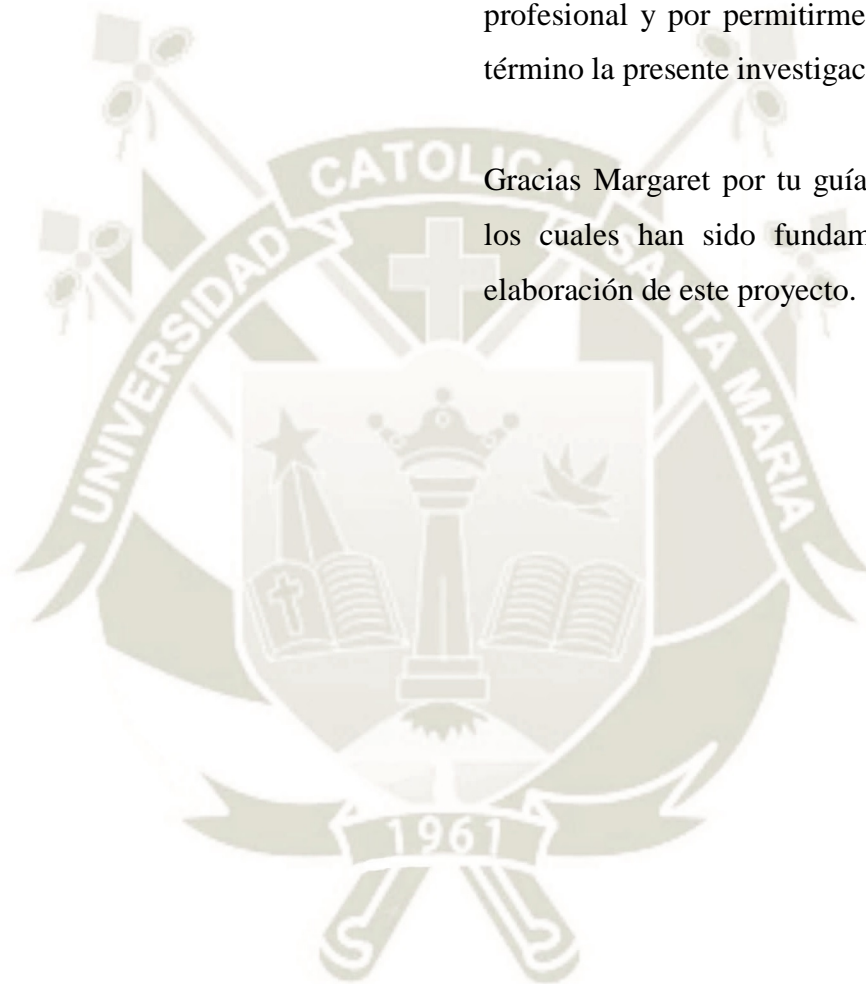 profesional y por permitirme
término la presente investigac
Gracias Margaret por tu guía
los cuales han sido fundam
elaboración de este proyecto.
UNIVERSIDAD CATOLICA SANTA MARIA
1961